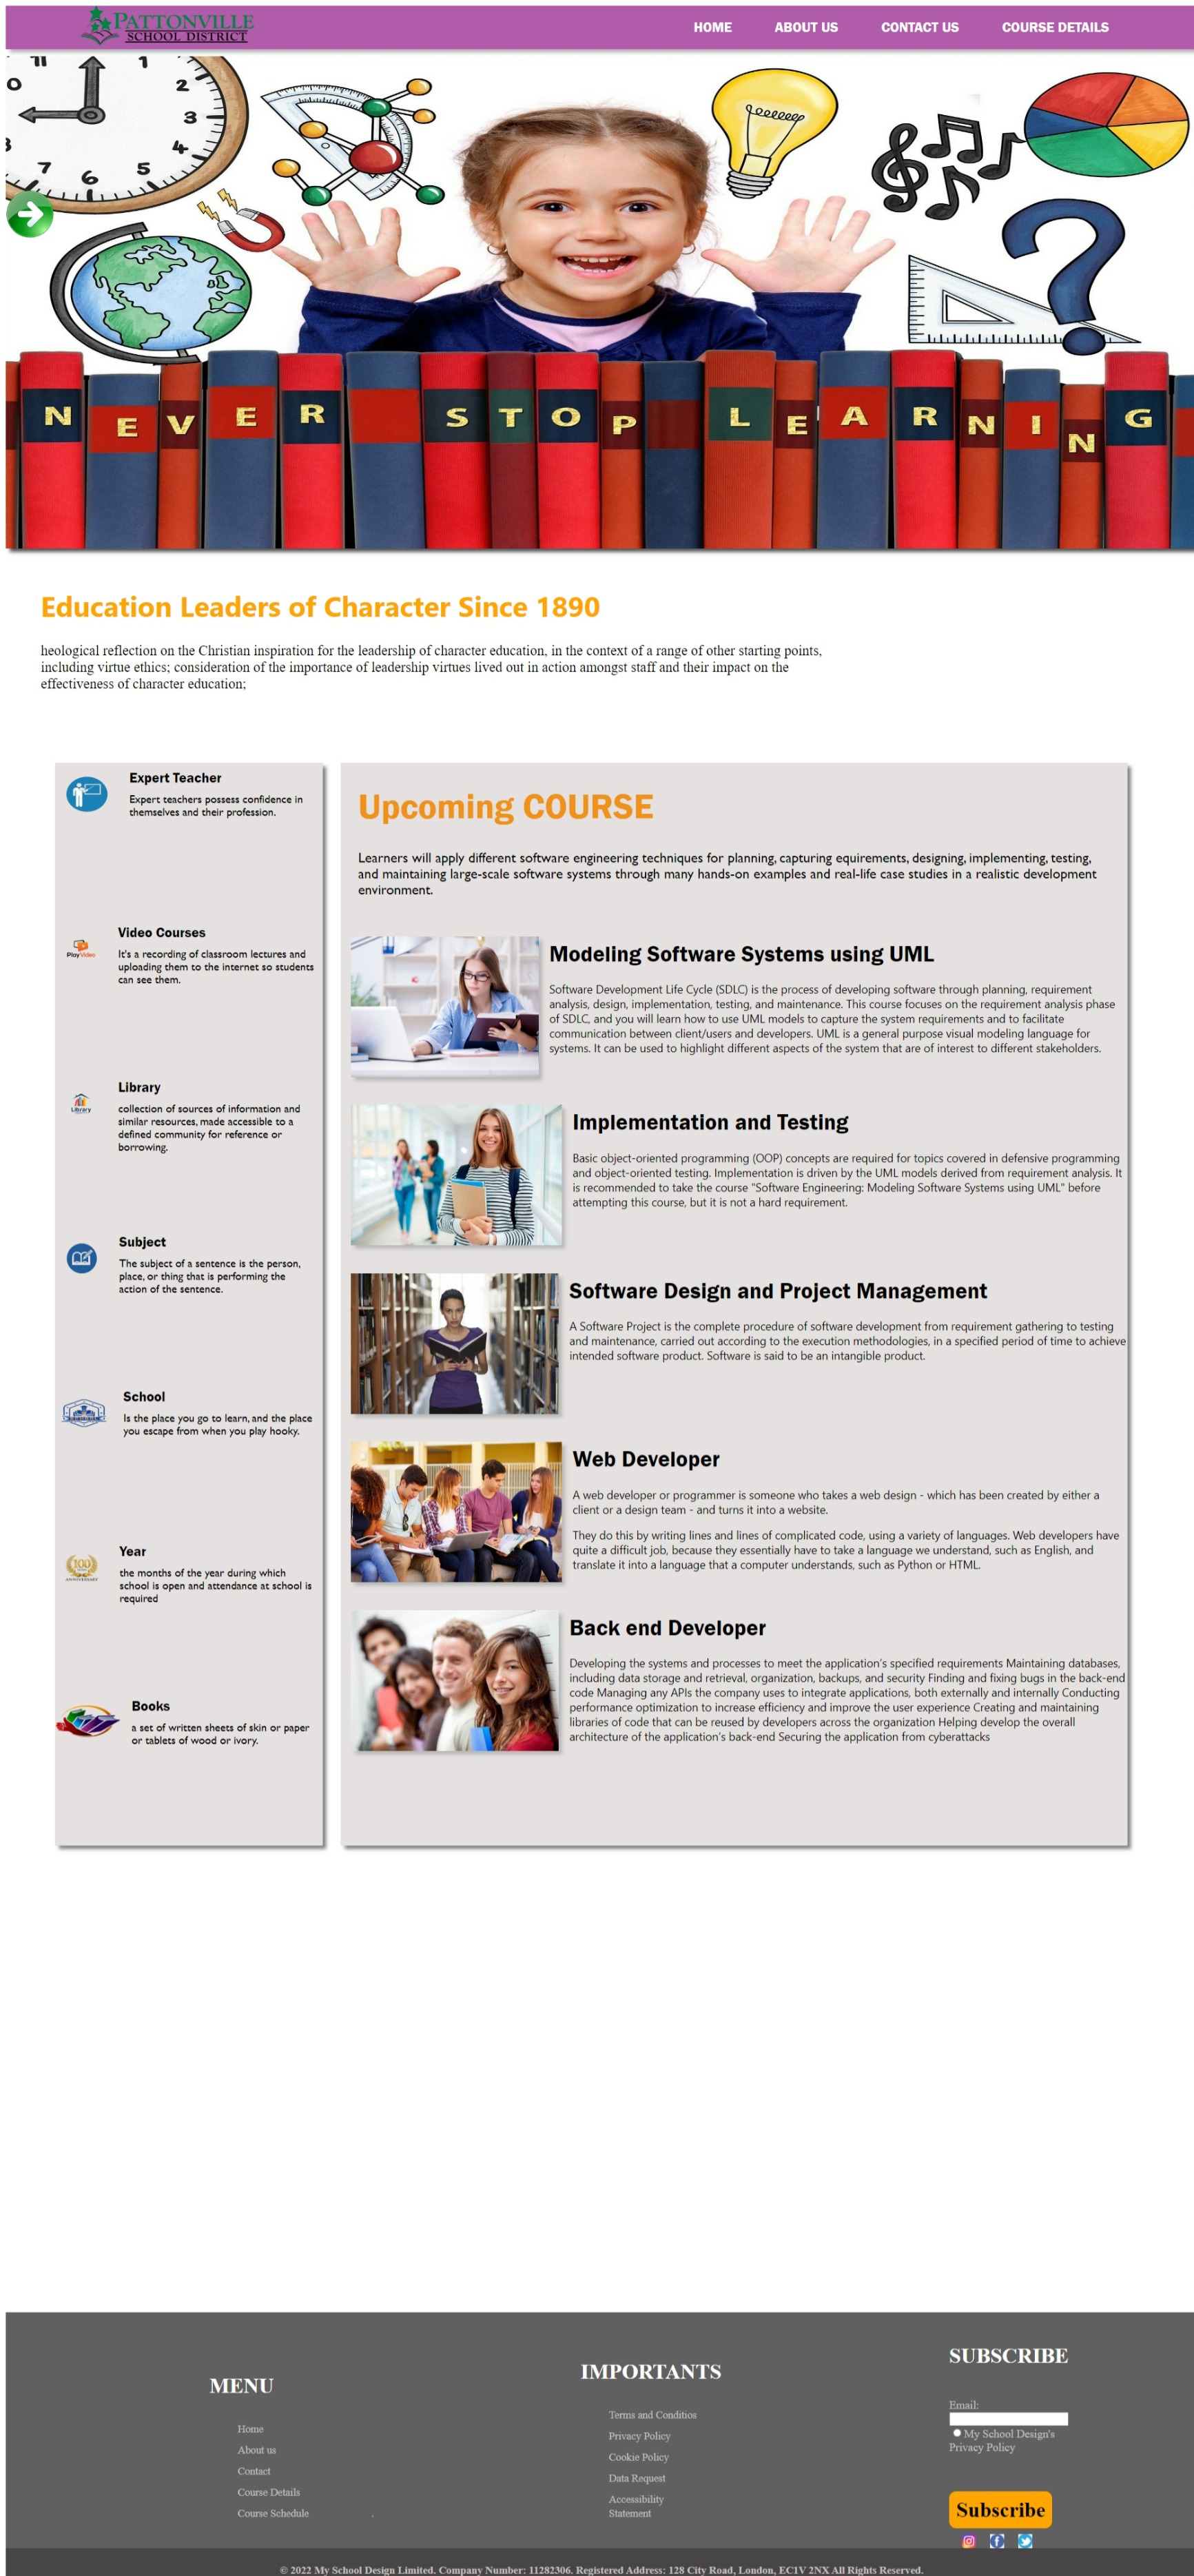 PATTONVILLE
SCHOOL DISTRICT
HOME
ABOUT US
CONTACT US
COURSE DETAILS
11
1
0
2
3
4
5
6
7
8
NEVER STOP LEARNING
Education Leaders of Character Since 1890
heological reflection on the Christian inspiration for the leadership of character education, in the context of a range of other starting points,
including virtue ethics; consideration of the importance of leadership virtues lived out in action amongst staff and their impact on the
effectiveness of character education;
Expert Teacher
Expert teachers possess confidence in
themselves and their profession.
PlayVideo
Video Courses
It's a recording of classroom lectures and
uploading them to the internet so students
can see them.
Library
Library
collection of sources of information and
similar resources, made accessible to a
defined community for reference or
borrowing.
Subject
The subject of a sentence is the person,
place, or thing that is performing the
action of the sentence.
School
Is the place you go to learn, and the place
you escape from when you play hooky.
100
ANNIVERSARY
Year
the months of the year during which
school is open and attendance at school is
required
Books
a set of written sheets of skin or paper
or tablets of wood or ivory.
Upcoming COURSE
Learners will apply different software engineering techniques for planning, capturing equirements, designing, implementing, testing,
and maintaining large-scale software systems through many hands-on examples and real-life case studies in a realistic development
environment.
Modeling Software Systems using UML
Software Development Life Cycle (SDLC) is the process of developing software through planning, requirement
analysis, design, implementation, testing, and maintenance. This course focuses on the requirement analysis phase
of SDLC, and you will learn how to use UML models to capture the system requirements and to facilitate
communication between client/users and developers. UML is a general purpose visual modeling language for
systems. It can be used to highlight different aspects of the system that are of interest to different stakeholders.
Implementation and Testing
Basic object-oriented programming (OOP) concepts are required for topics covered in defensive programming
and object-oriented testing. Implementation is driven by the UML models derived from requirement analysis. It
is recommended to take the course "Software Engineering: Modeling Software Systems using UML" before
attempting this course, but it is not a hard requirement.
Software Design and Project Management
A Software Project is the complete procedure of software development from requirement gathering to testing
and maintenance, carried out according to the execution methodologies, in a specified period of time to achieve
intended software product. Software is said to be an intangible product.
Web Developer
A web developer or programmer is someone who takes a web design - which has been created by either a
client or a design team - and turns it into a website.
They do this by writing lines and lines of complicated code, using a variety of languages. Web developers have
quite a difficult job, because they essentially have to take a language we understand, such as English, and
translate it into a language that a computer understands, such as Python or HTML.
Back end Developer
Developing the systems and processes to meet the application's specified requirements Maintaining databases,
including data storage and retrieval, organization, backups, and security Finding and fixing bugs in the back-end
code Managing any APIs the company uses to integrate applications, both externally and internally Conducting
performance optimization to increase efficiency and improve the user experience Creating and maintaining
libraries of code that can be reused by developers across the organization Helping develop the overall
architecture of the application's back-end Securing the application from cyberattacks
MENU
Home
About us
Contact
Course Details
Course Schedule
.
IMPORTANTS
Terms and Conditios
Privacy Policy
Cookie Policy
Data Request
Accessibility
Statement
SUBSCRIBE
Email:
My School Design's
Privacy Policy
Subscribe
© 2022 My School Design Limited. Company Number: 11282306. Registered Address: 128 City Road, London, EC1V 2NX All Rights Reserved.